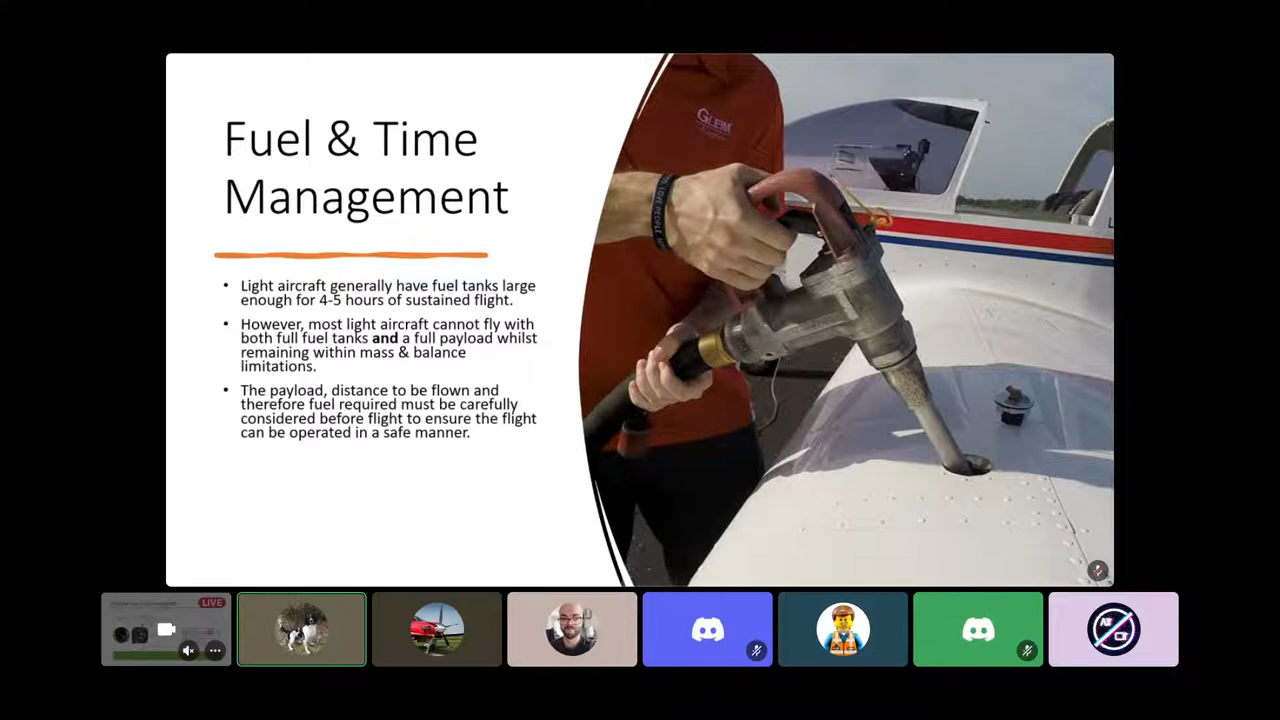 Fuel & Time
Management
• Light aircraft generally have fuel tanks large
enough for 4-5 hours of sustained flight.
• However, most light aircraft cannot fly with
both full fuel tanks and a full payload whilst
remaining within mass & balance
limitations.
• The payload, distance to be flown and
therefore fuel required must be carefully
considered before flight to ensure the flight
can be operated in a safe manner.
GLEIM
LOVE PEOPLE
LIVE